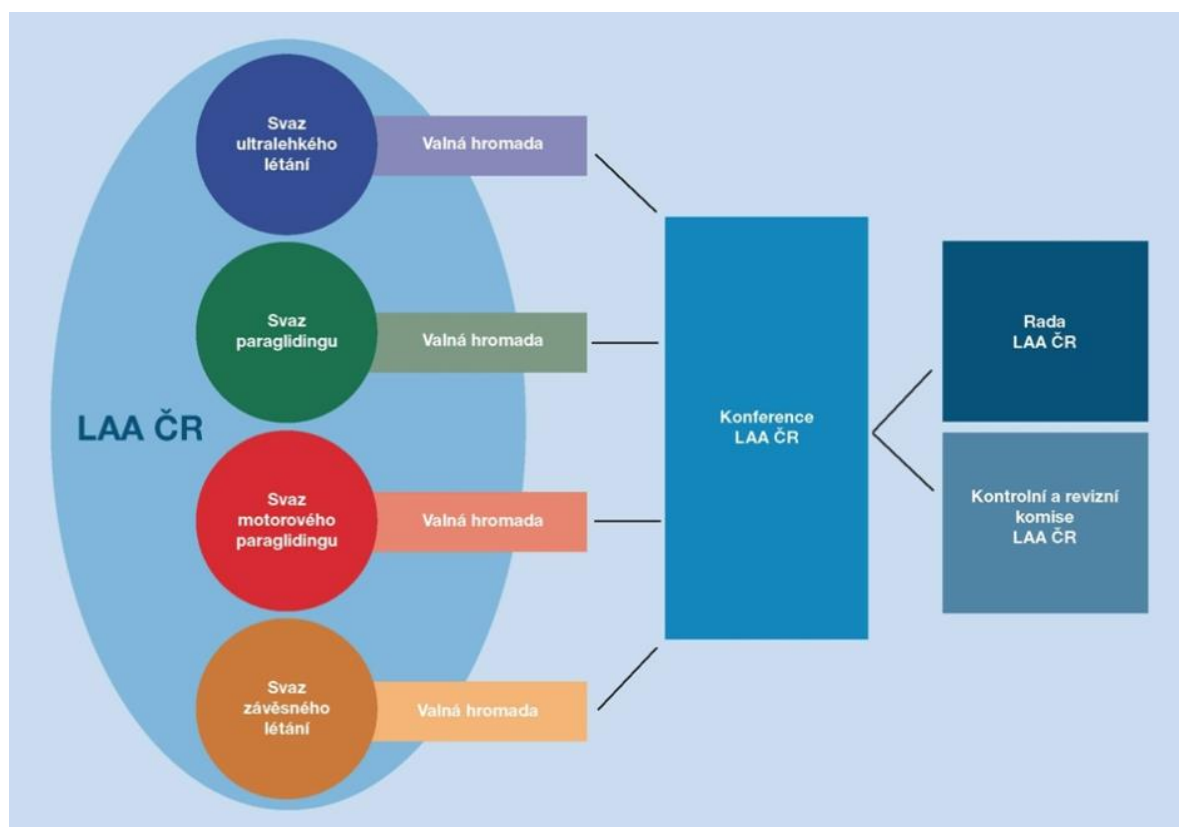 Svaz
ultralehkého
létání
Valná hromada
Svaz
paraglidingu
Valná hromada
LAA ČR
Svaz
motorového
paraglidingu
Valná hromada
Svaz
závěsného
létání
Valná hromada
Konference
LAA ČR
Rada
LAA ČR
Kontrolní a revizní
komise
LAA ČR